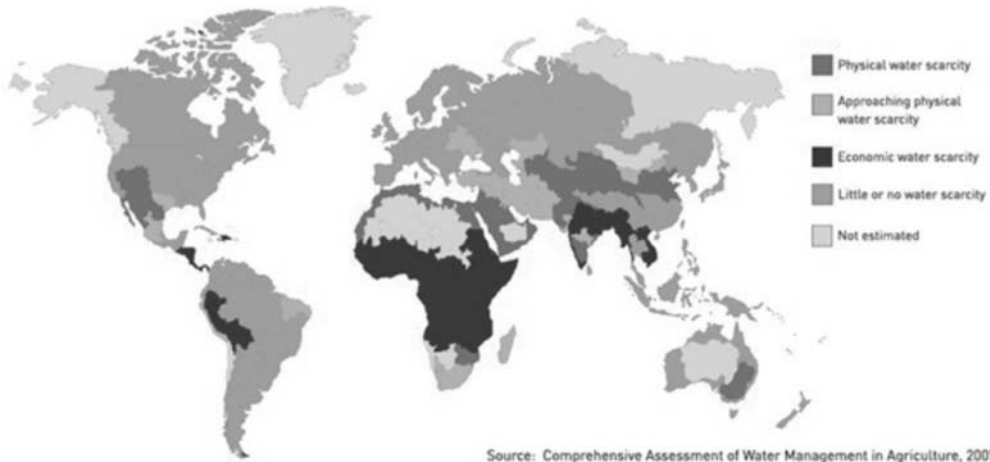 Physical water scarcity
Approaching physical
water scarcity
Economic water scarcity
Little or no water scarcity
Not estimated
Source: Comprehensive Assessment of Water Management in Agriculture,